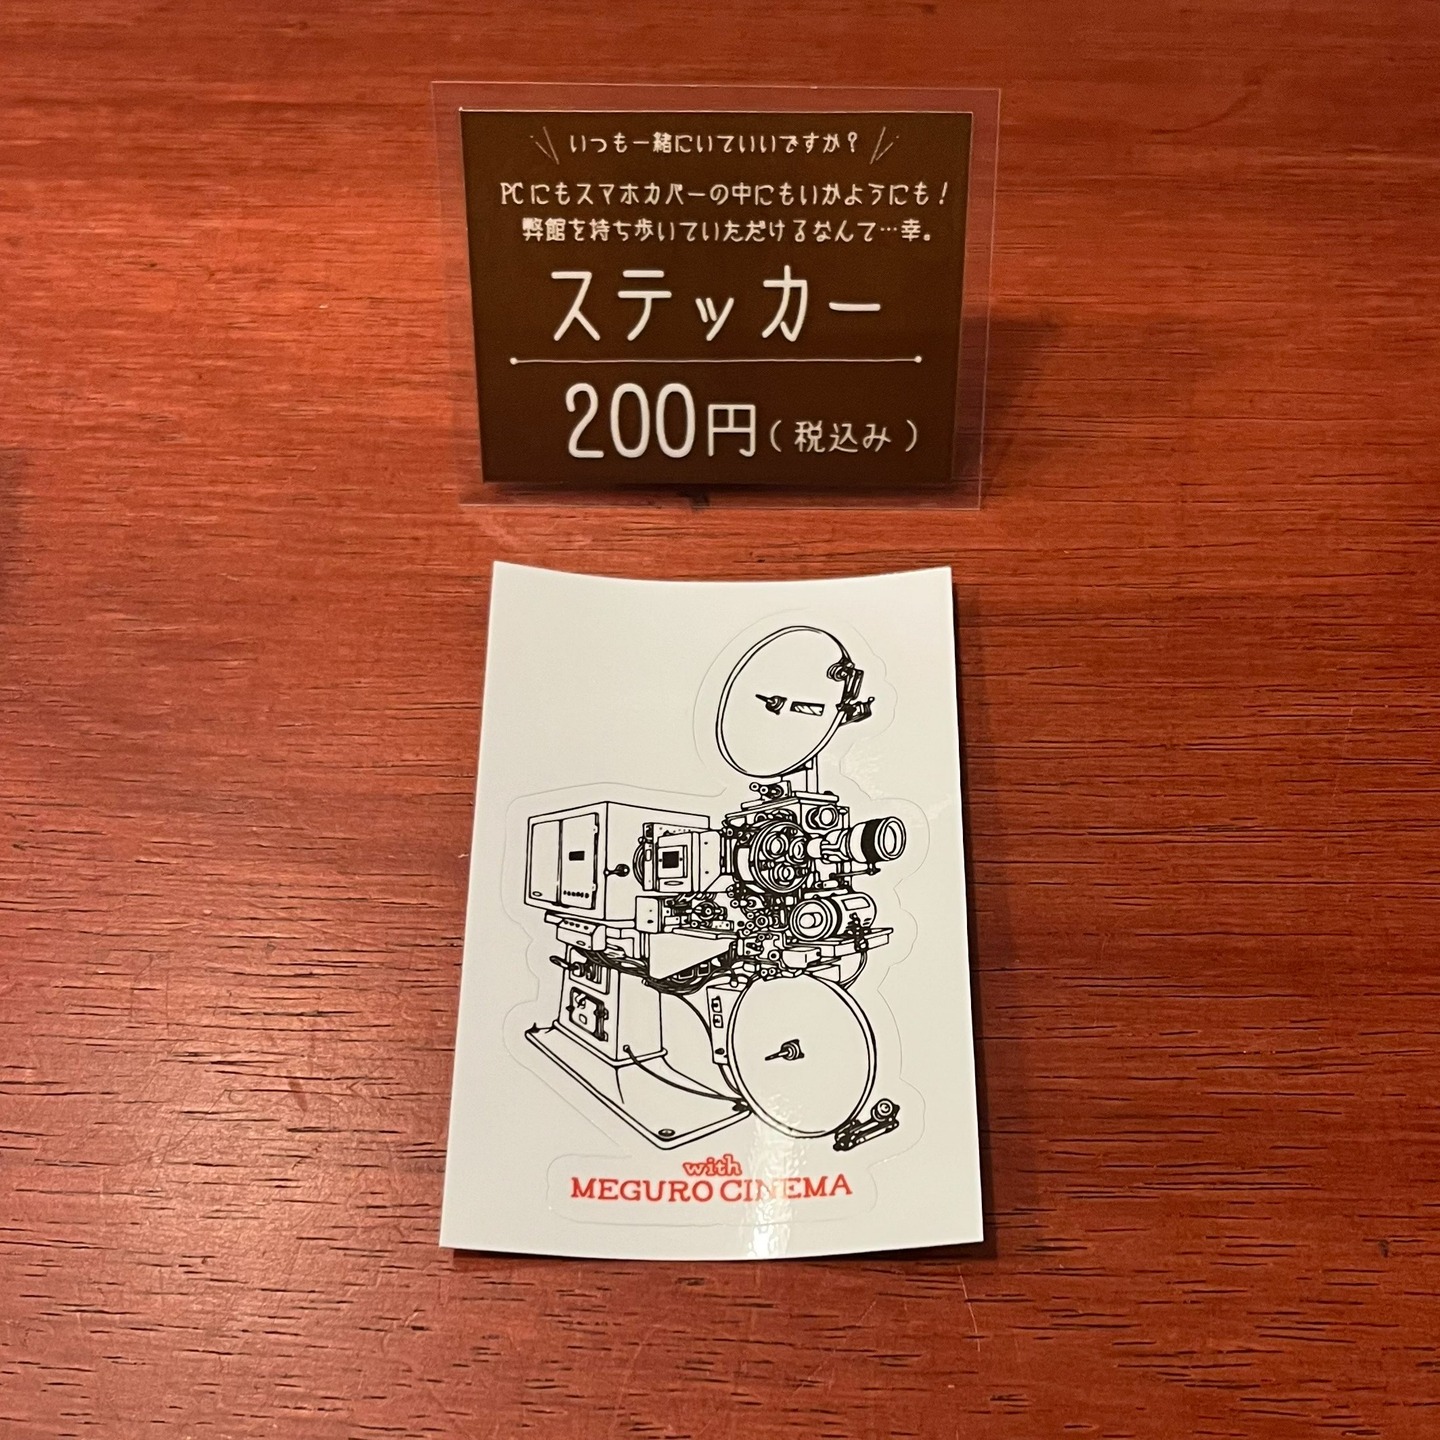 いつも一緒にいていいですか？
PCにもスマホカバーの中にもいかようにも！
弊館を持ち歩いていただけるなんて…幸。
ステッカー
200円（税込み）
with
MEGURO CINEMA